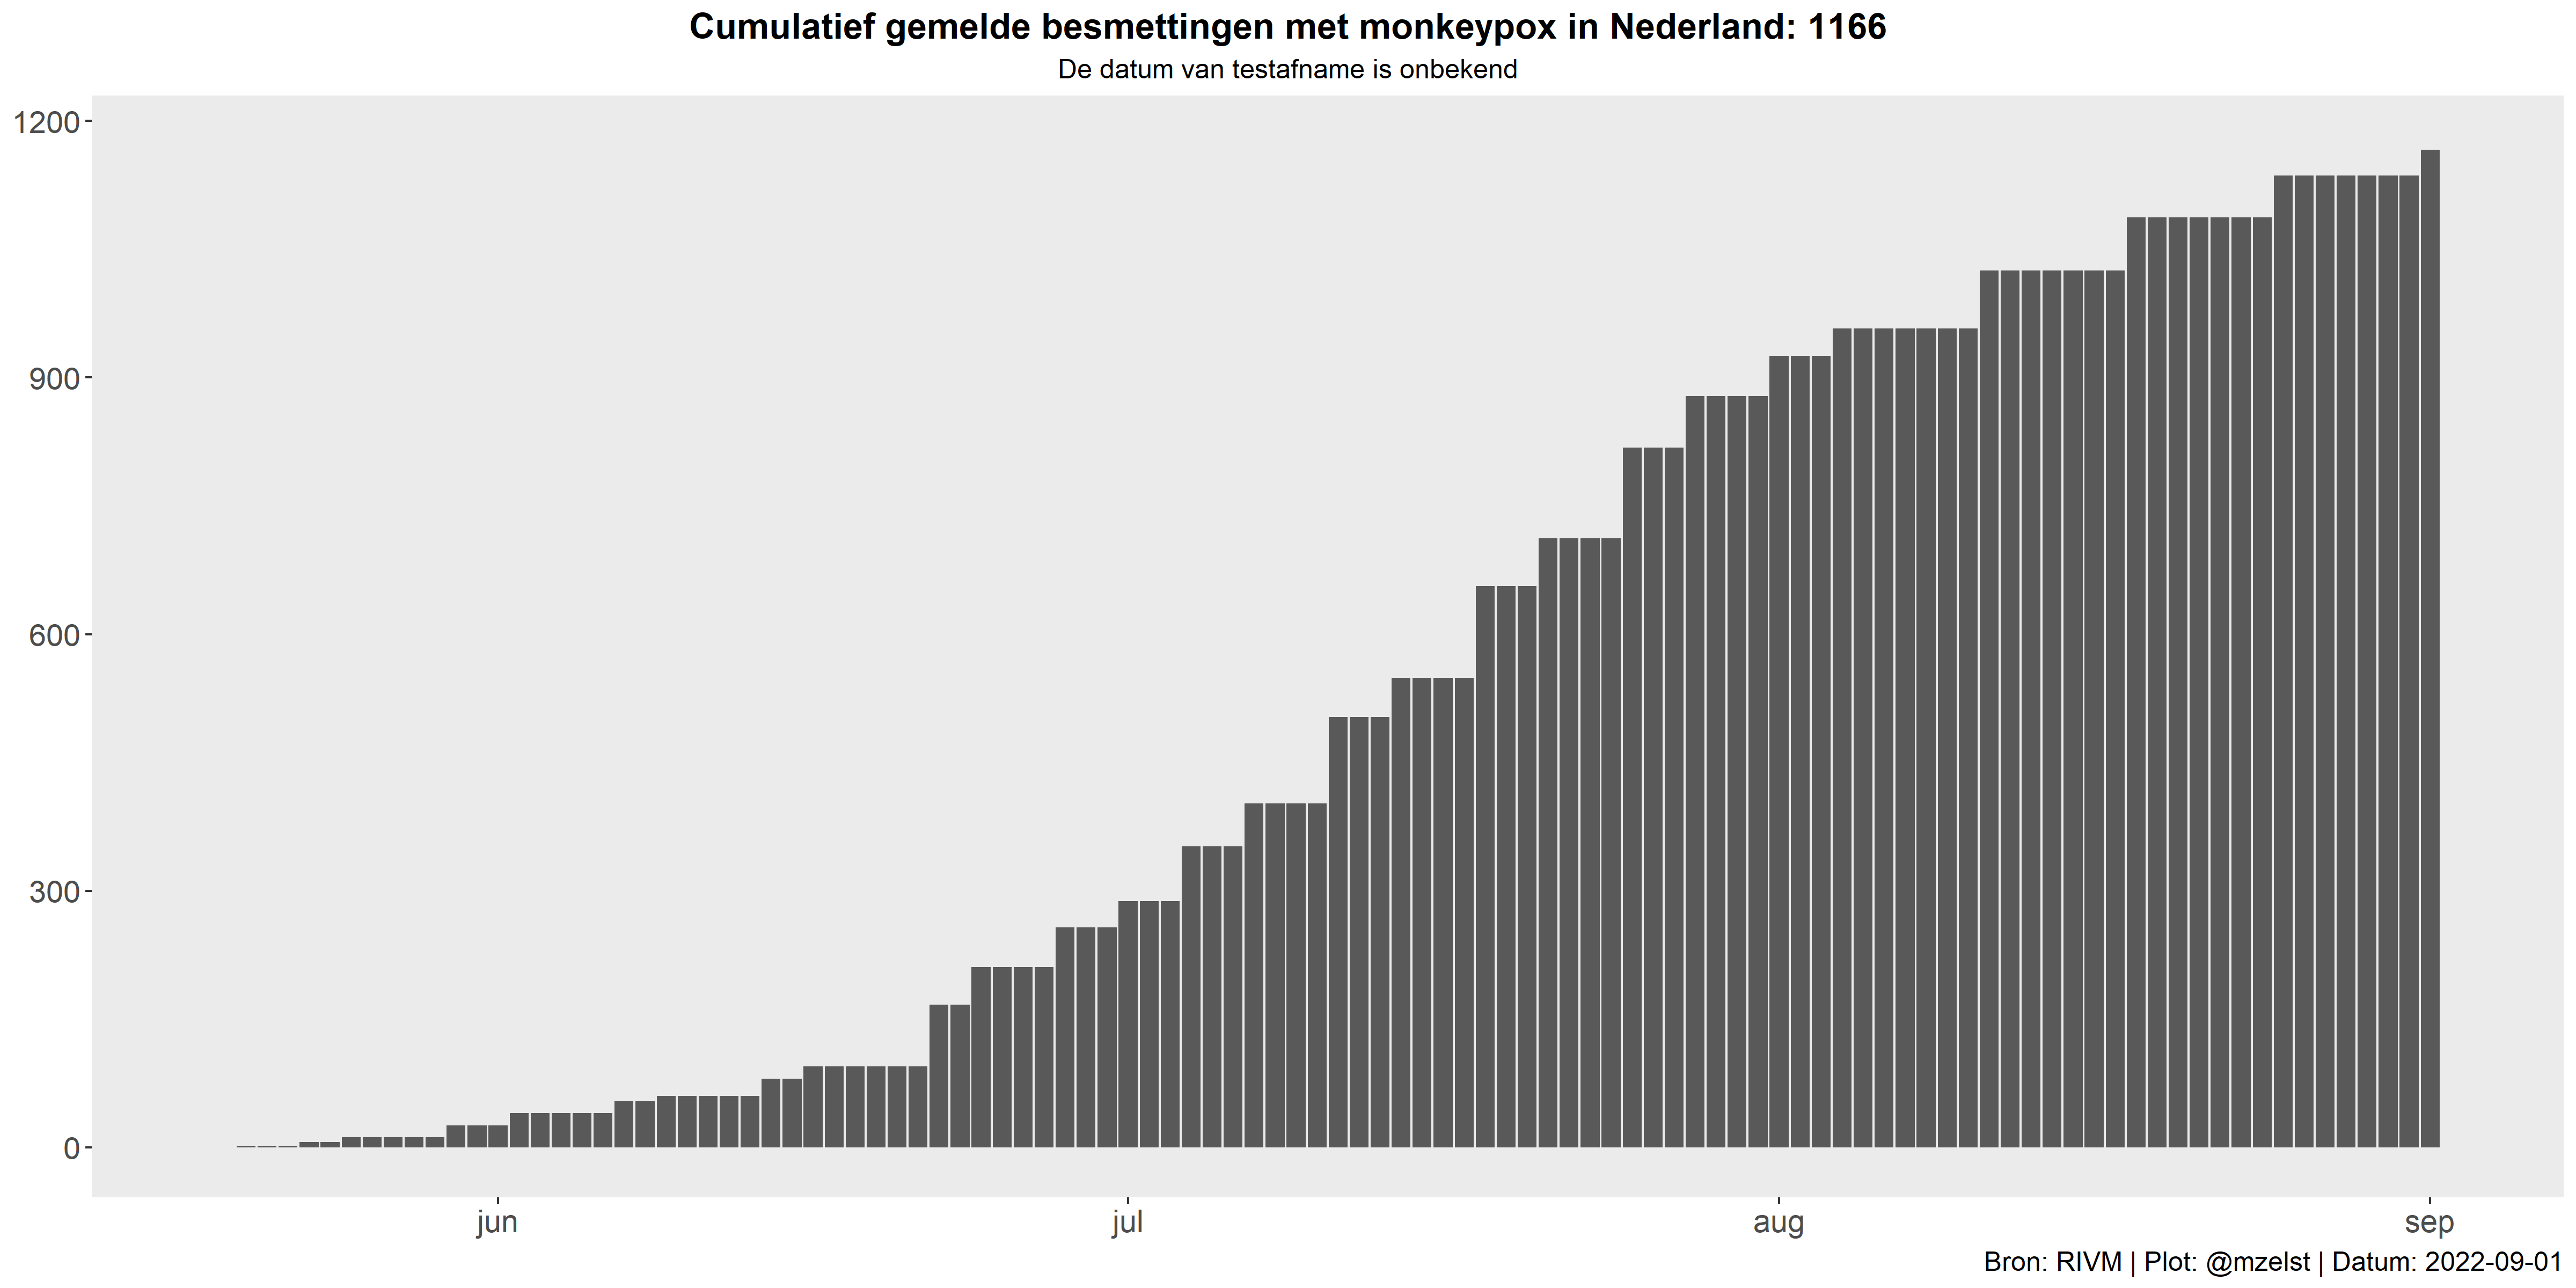 Cumulatief gemelde besmettingen met monkeypox in Nederland: 1166
De datum van testafname is onbekend
1200
900
600
300
0
jun jul aug sep
Bron: RIVM | Plot: @mzelst | Datum: 2022-09-01